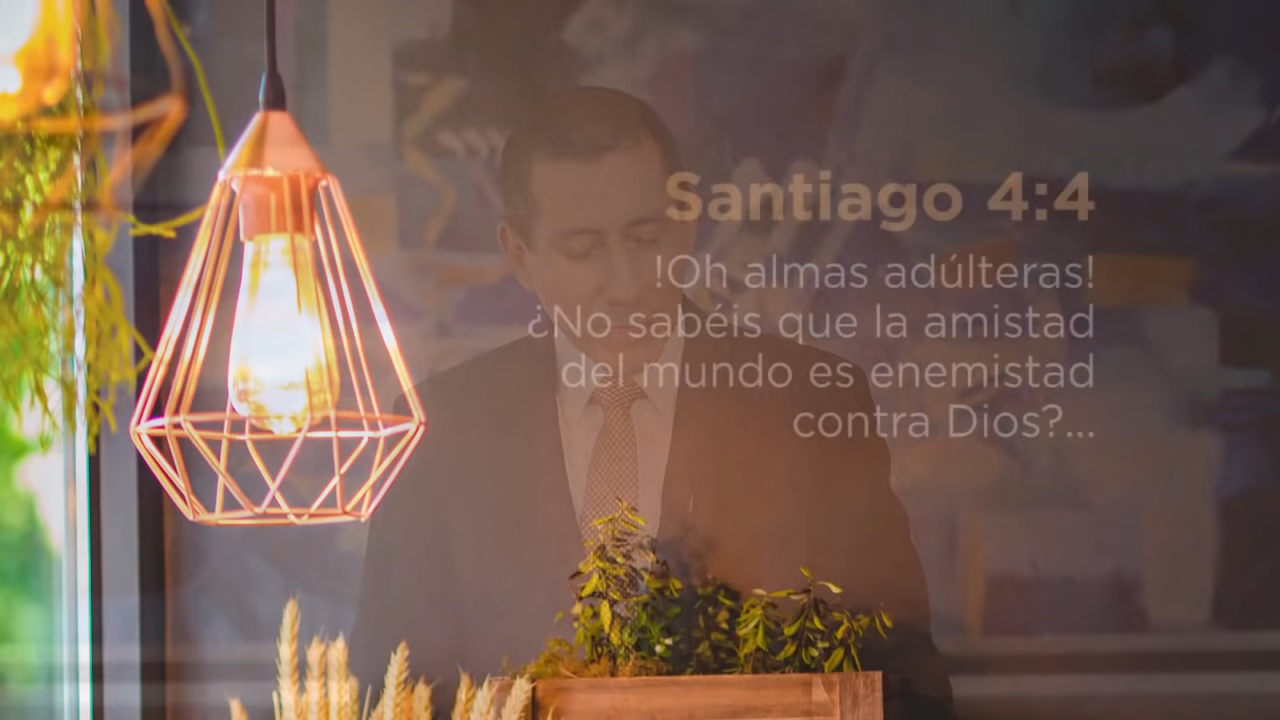 Santiago 4:4
!Oh almas adúlteras!
¿No sabéis que la amistad
del mundo es enemistad
contra Dios?...